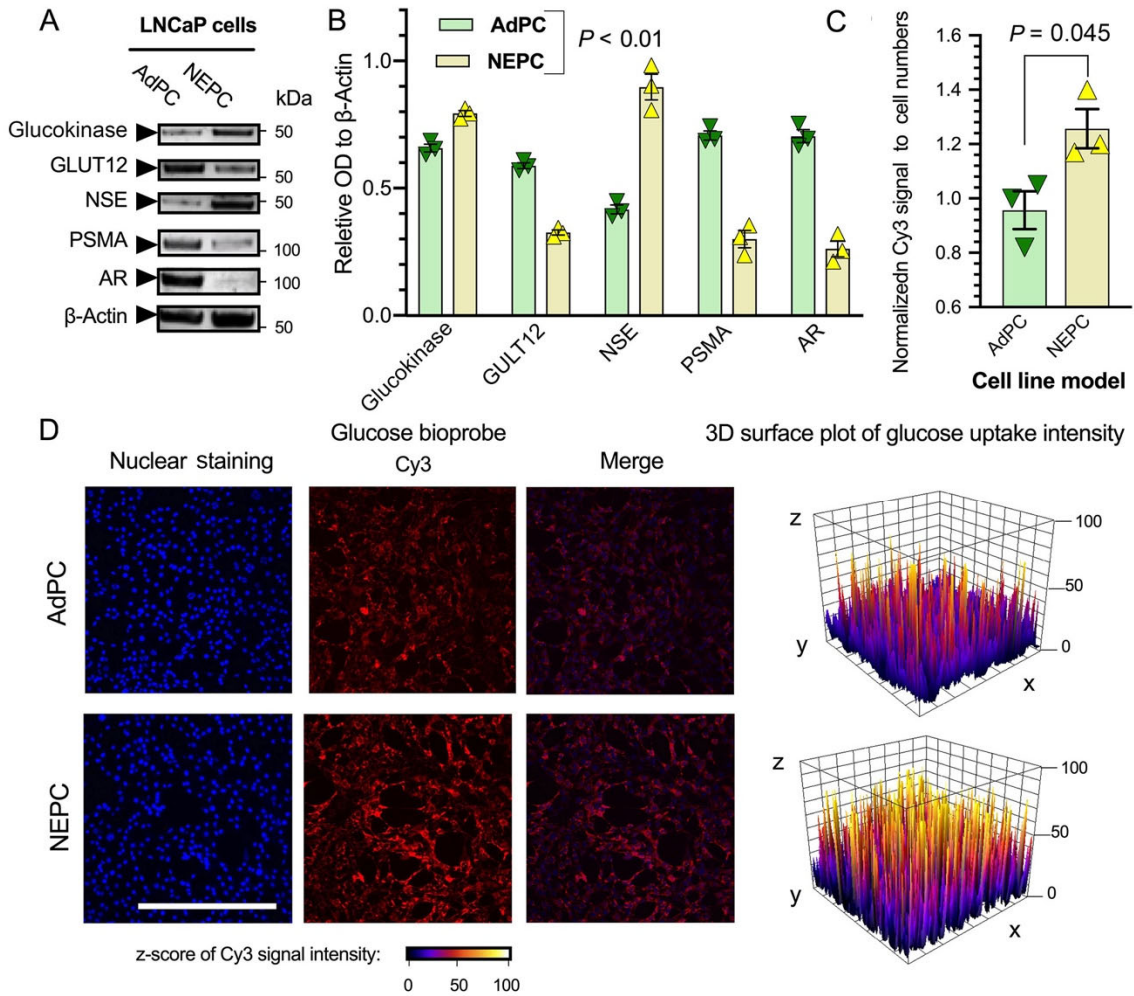 A
LNCaP cells
AdPC
NEPC
kDa
Glucokinase
50
GLUT12
50
NSE
50
PSMA
100
AR
100
β-Actin
50
B
AdPC
NEPC
P < 0.01
Reletive OD to β-Actin
1.0
0.5
0.0
Glucokinase
GULT12
NSE
PSMA
AR
C
P = 0.045
Normalizedn Cy3 signal to cell numbers
1.6
1.4
1.2
1.0
0.8
0.6
AdPC
NEPC
Cell line model
D
Nuclear staining
Glucose bioprobe
Cy3
Merge
3D surface plot of glucose uptake intensity
AdPC
z
y
x
100
50
0
NEPC
z
y
x
100
50
0
z-score of Cy3 signal intensity:
0 50 100